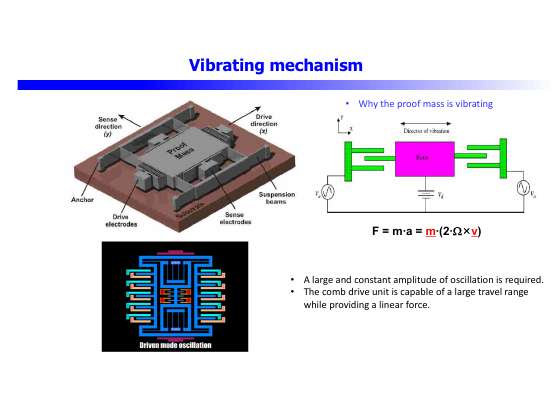 Vibrating mechanism
Sense
direction
(y)
Drive
direction
(x)
Proof
Mass
Anchor
Drive
electrodes
Substrate
Sense
electrodes
Suspension
beams
Driven mode oscillation
• Why the proof mass is vibrating
Y
X
Director of vibration
F = m·a = m·(2·Ω×v)
• A large and constant amplitude of oscillation is required.
• The comb drive unit is capable of a large travel range
while providing a linear force.